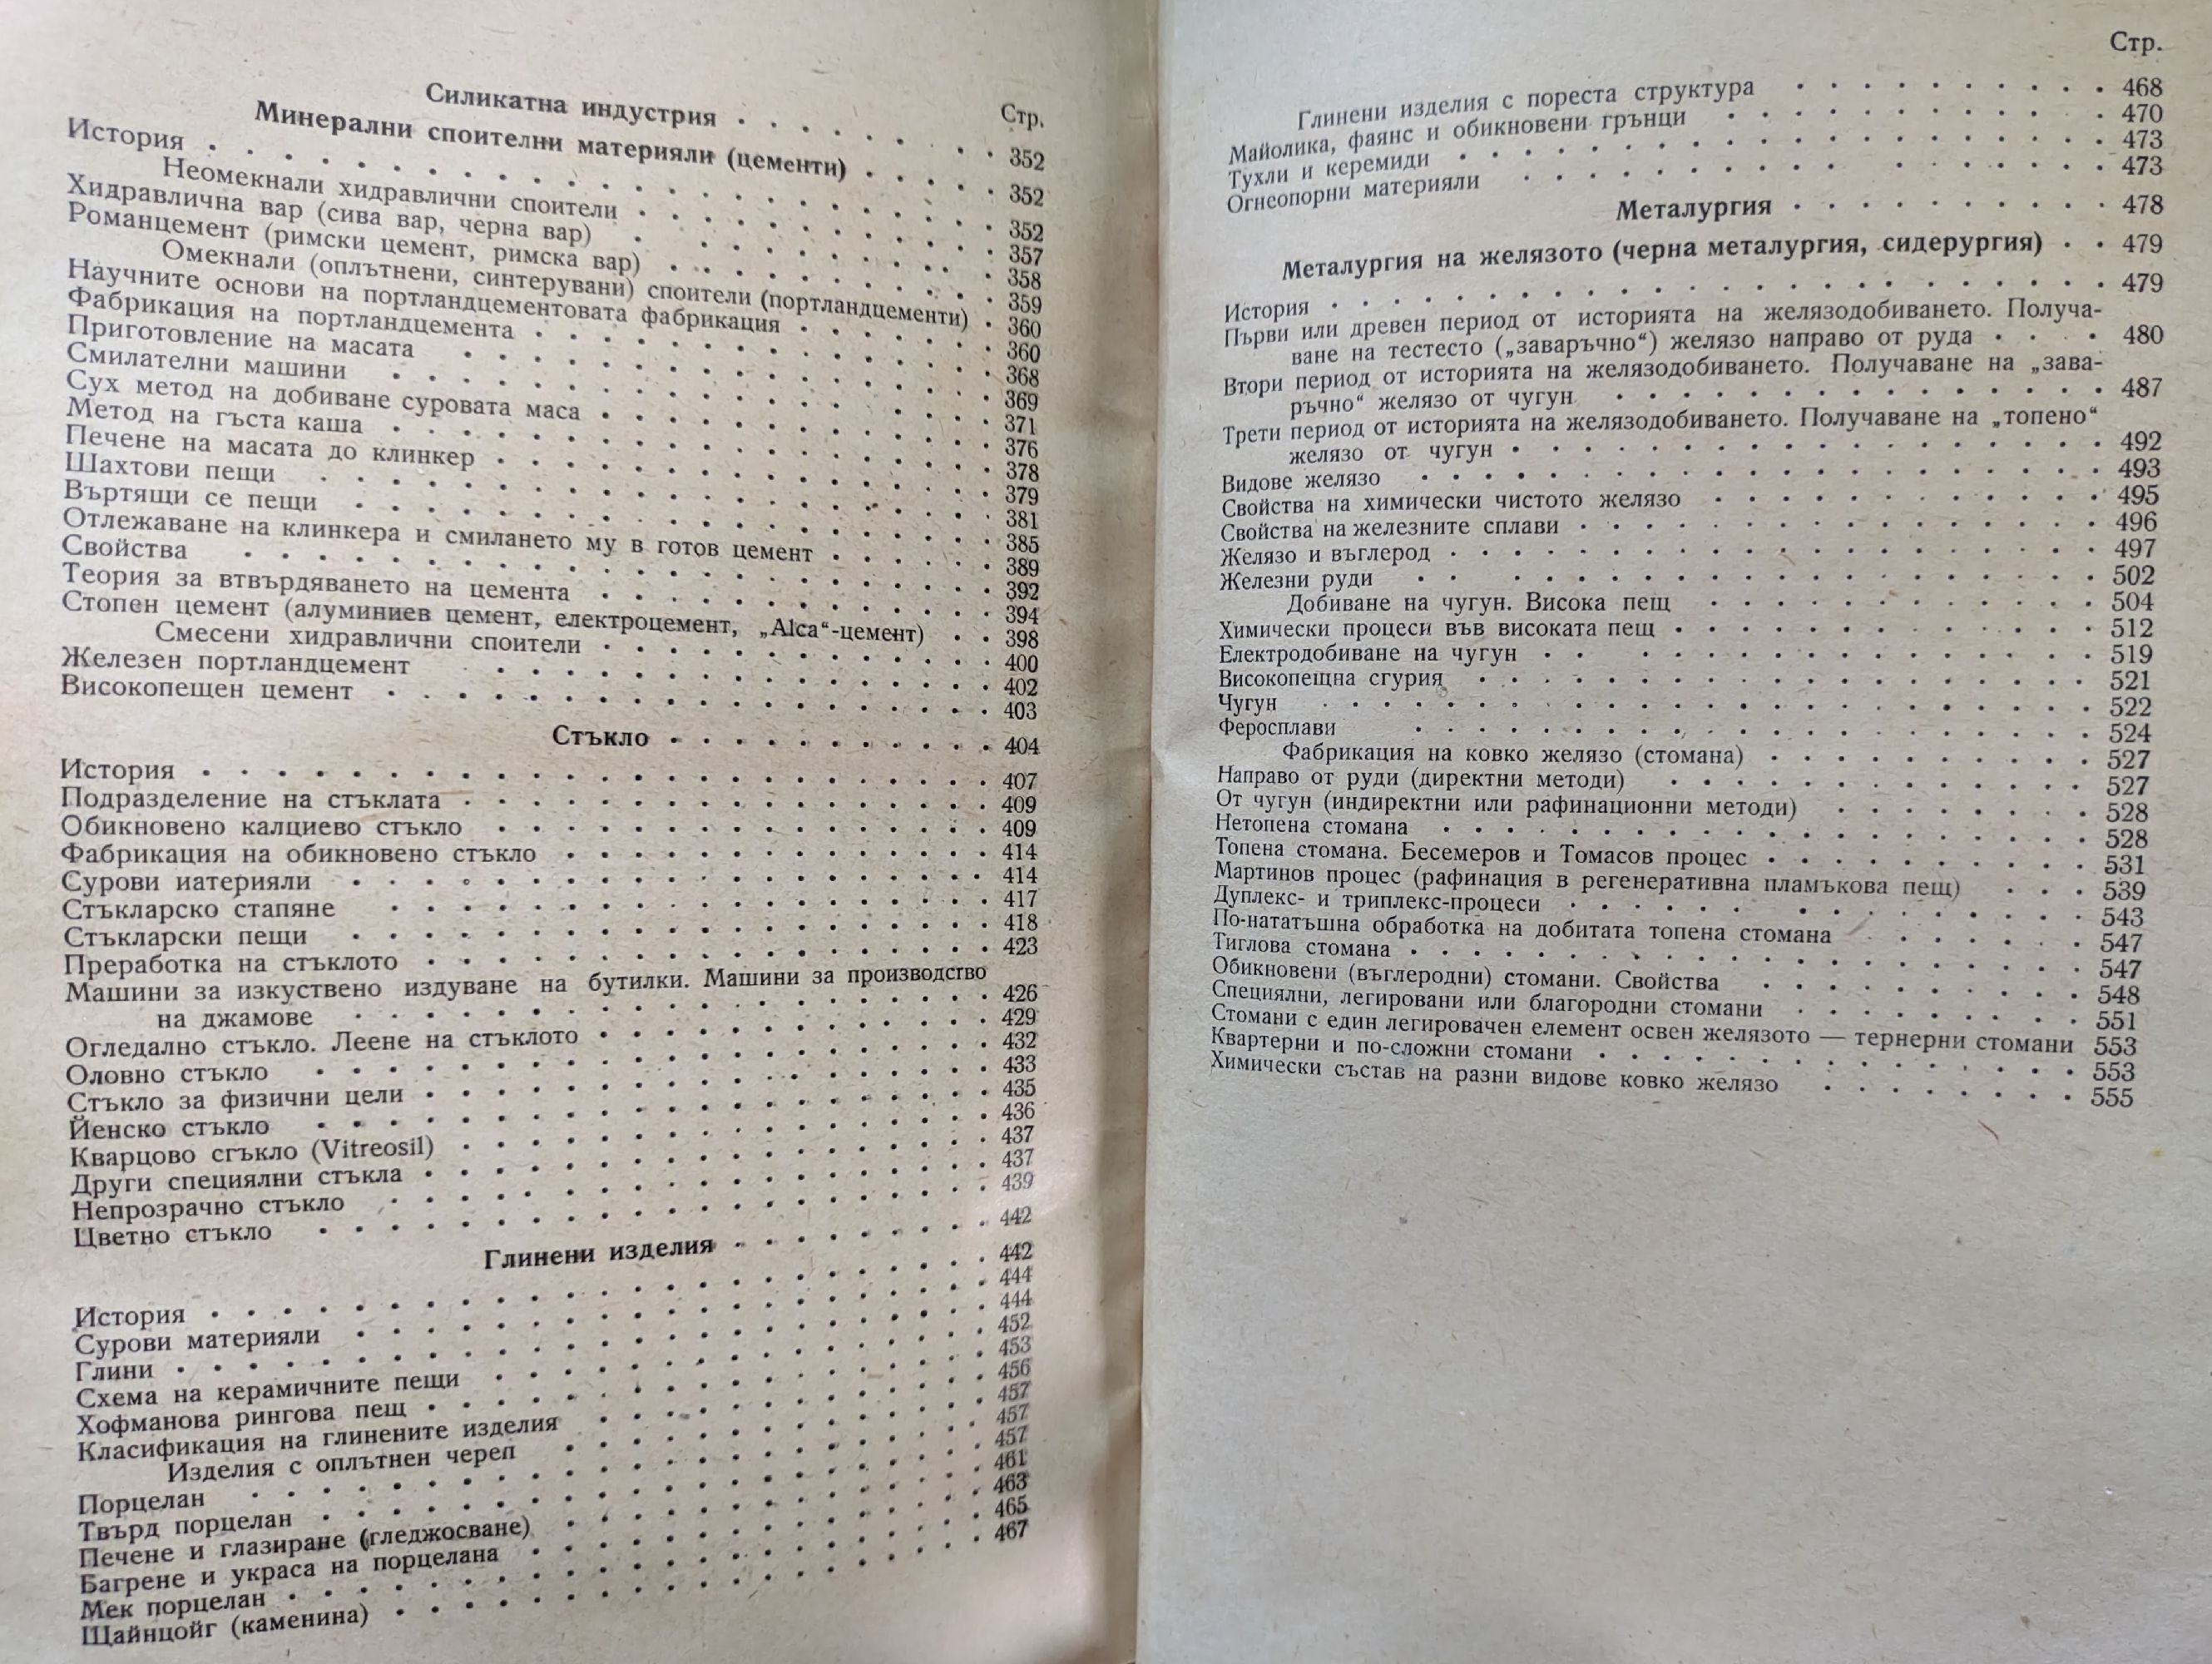 Стр.
Силикатна индустрия . . . . . . . . 352
Минерални споителни материяли (цементи) . . . . . 352
История . . . . . . . . . . . . . . . . 352
Неомекнали хидравлични споители . . . . . . . . . 357
Хидравлична вар (сива вар, черна вар) . . . . . . . . 358
Романцемент (римски цемент, римска вар) . . . . . . . . 359
Омекнали (оплътнени, синтерувани) споители (портландцементи) . 360
Научните основи на портландцементовата фабрикация . . . . . . 360
Фабрикация на портландцемента . . . . . . . . . . . . 368
Приготовление на масата . . . . . . . . . . . . . . 369
Смилателни машини . . . . . . . . . . . . . . . 371
Сух метод на добиване суровата маса . . . . . . . . . . 376
Метод на гъста каша . . . . . . . . . . . . . . . 378
Печене на масата до клинкер . . . . . . . . . . . . . 379
Шахтови пещи . . . . . . . . . . . . . . . . . 381
Въртящи се пещи . . . . . . . . . . . . . . . . 385
Отлежаване на клинкера и смилането му в готов цемент . . . . . 389
Свойства . . . . . . . . . . . . . . . . . . . 392
Теория за втвърдяването на цемента . . . . . . . . . . 394
Стопен цемент (алуминиев цемент, електроцемент, „Alca“-цемент) . . 398
Смесени хидравлични споители . . . . . . . . . . . 400
Железен портландцемент . . . . . . . . . . . . . . 402
Високопещен цемент . . . . . . . . . . . . . . . . 403
Стъкло . . . . . . . . . . 404
История . . . . . . . . . . . . . . . . . . . . 407
Подразделение на стъклата . . . . . . . . . . . . . . 409
Обикновено калциево стъкло . . . . . . . . . . . . . 409
Фабрикация на обикновено стъкло . . . . . . . . . . . 414
Сурови иатерияли . . . . . . . . . . . . . . . . . 414
Стъкларско стапяне . . . . . . . . . . . . . . . . 417
Стъкларски пещи . . . . . . . . . . . . . . . . . 418
Преработка на стъклото . . . . . . . . . . . . . . . 423
Машини за изкуствено издуване на бутилки. Машини за производство
на джамове . . . . . . . . . . . . . . . . . 426
Огледално стъкло. Леене на стъклото . . . . . . . . . . 429
Оловно стъкло . . . . . . . . . . . . . . . . . 432
Стъкло за физични цели . . . . . . . . . . . . . . . 433
Йенско стъкло . . . . . . . . . . . . . . . . . 435
Кварцово сгъкло (Vitreosil) . . . . . . . . . . . . . . 436
Други специялни стъкла . . . . . . . . . . . . . . . 437
Непрозрачно стъкло . . . . . . . . . . . . . . . . 437
Цветно стъкло . . . . . . . . . . . . . . . . . 439
Глинени изделия . . . . . . . . 442
История . . . . . . . . . . . . . . . . . . . . 442
Сурови материяли . . . . . . . . . . . . . . . . . 444
Глини . . . . . . . . . . . . . . . . . . . . . 444
Схема на керамичните пещи . . . . . . . . . . . . . 452
Хофманова рингова пещ . . . . . . . . . . . . . . . 453
Класификация на глинените изделия . . . . . . . . . . . 456
Изделия с оплътнен череп . . . . . . . . . . . 457
Порцелан . . . . . . . . . . . . . . . . . . . 457
Твърд порцелан . . . . . . . . . . . . . . . . . 457
Печене и глазиране (гледжосване) . . . . . . . . . . . 461
Багрене и украса на порцелана . . . . . . . . . . . . 463
Мек порцелан . . . . . . . . . . . . . . . . . . 465
Щайнцойг (каменина) . . . . . . . . . . . . . . . . 467
Стр.
Глинени изделия с пореста структура . . . . . . . . . . 468
Майолика, фаянс и обикновени грънци . . . . . . . . . . 470
Тухли и керемиди . . . . . . . . . . . . . . . . . 473
Огнеопорни материяли . . . . . . . . . . . . . . . 473
Металургия . . . . . . . . . . 478
Металургия на желязото (черна металургия, сидерургия) . . 479
История . . . . . . . . . . . . . . . . . . . . 479
Първи или древен период от историята на желязодобиването. Получа-
ване на тестесто („заваръчно“) желязо направо от руда . . . . 480
Втори период от историята на желязодобиването. Получаване на „зава-
ръчно“ желязо от чугун . . . . . . . . . . . . . . 487
Трети период от историята на желязодобиването. Получаване на „топено“
желязо от чугун . . . . . . . . . . . . . . . . . 492
Видове желязо . . . . . . . . . . . . . . . . . . 493
Свойства на химически чистото желязо . . . . . . . . . . 495
Свойства на железните сплави . . . . . . . . . . . . . 496
Желязо и въглерод . . . . . . . . . . . . . . . . . 497
Железни руди . . . . . . . . . . . . . . . . . . 502
Добиване на чугун. Висока пещ . . . . . . . . . . . 504
Химически процеси във високата пещ . . . . . . . . . . . 512
Електродобиване на чугун . . . . . . . . . . . . . . 519
Високопещна сгурия . . . . . . . . . . . . . . . . 521
Чугун . . . . . . . . . . . . . . . . . . . . . 522
Феросплави . . . . . . . . . . . . . . . . . . 524
Фабрикация на ковко желязо (стомана) . . . . . . . . . 527
Направо от руди (директни методи) . . . . . . . . . . . 527
От чугун (индиректни или рафинационни методи) . . . . . . . 528
Нетопена стомана . . . . . . . . . . . . . . . . . 528
Топена стомана. Бесемеров и Томасов процес . . . . . . . . 531
Мартинов процес (рафинация в регенеративна пламъкова пещ) . . . 539
Дуплекс- и триплекс-процеси . . . . . . . . . . . . . 543
По-нататъшна обработка на добитата топена стомана . . . . . . 547
Тиглова стомана . . . . . . . . . . . . . . . . . 547
Обикновени (въглеродни) стомани. Свойства . . . . . . . . . 548
Специялни, легировани или благородни стомани . . . . . . . . 551
Стомани с един легировачен елемент освен желязото — тернерни стомани 553
Квартерни и по-сложни стомани . . . . . . . . . . . . 553
Химически състав на разни видове ковко желязо . . . . . . . 555